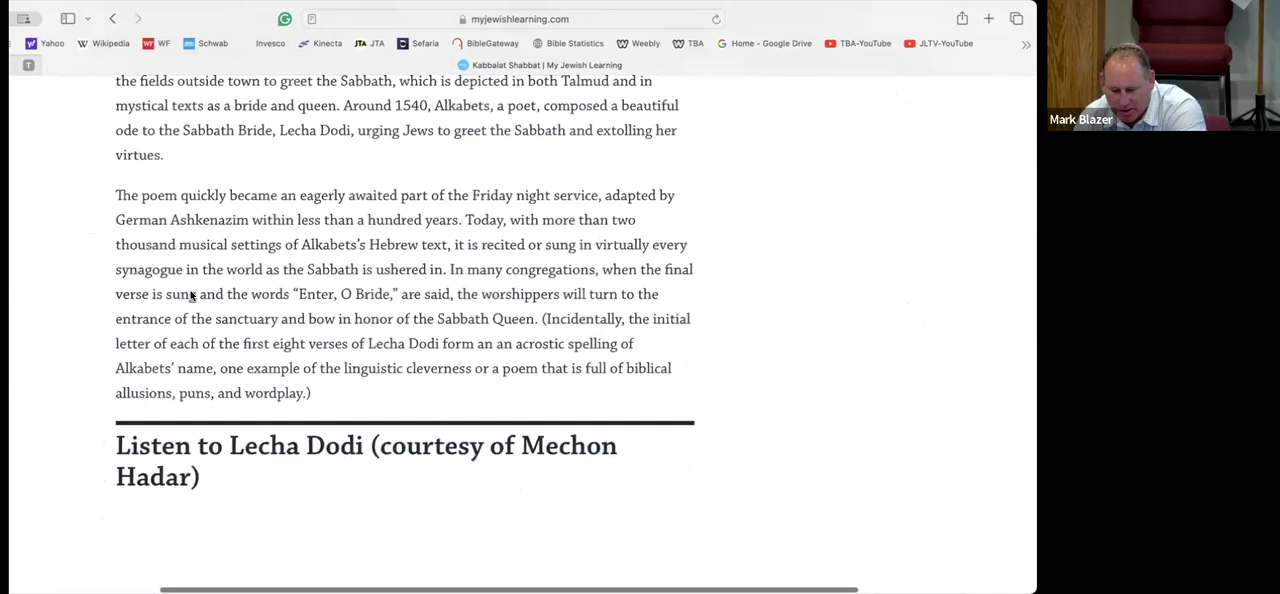 myjewishlearning.com
Yahoo Wikipedia WF Schwab Invesco Kinecta JTA Sefaria BibleGateway Bible Statistics Weebly TBA Home - Google Drive TBA-YouTube JLTV-YouTube
T Kabbalat Shabbat | My Jewish Learning
the fields outside town to greet the Sabbath, which is depicted in both Talmud and in
mystical texts as a bride and queen. Around 1540, Alkabets, a poet, composed a beautiful
ode to the Sabbath Bride, Lecha Dodi, urging Jews to greet the Sabbath and extolling her
virtues.
The poem quickly became an eagerly awaited part of the Friday night service, adapted by
German Ashkenazim within less than a hundred years. Today, with more than two
thousand musical settings of Alkabets’s Hebrew text, it is recited or sung in virtually every
synagogue in the world as the Sabbath is ushered in. In many congregations, when the final
verse is sung and the words “Enter, O Bride,” are said, the worshippers will turn to the
entrance of the sanctuary and bow in honor of the Sabbath Queen. (Incidentally, the initial
letter of each of the first eight verses of Lecha Dodi form an an acrostic spelling of
Alkabets’ name, one example of the linguistic cleverness or a poem that is full of biblical
allusions, puns, and wordplay.)
Listen to Lecha Dodi (courtesy of Mechon
Hadar)
Mark Blazer